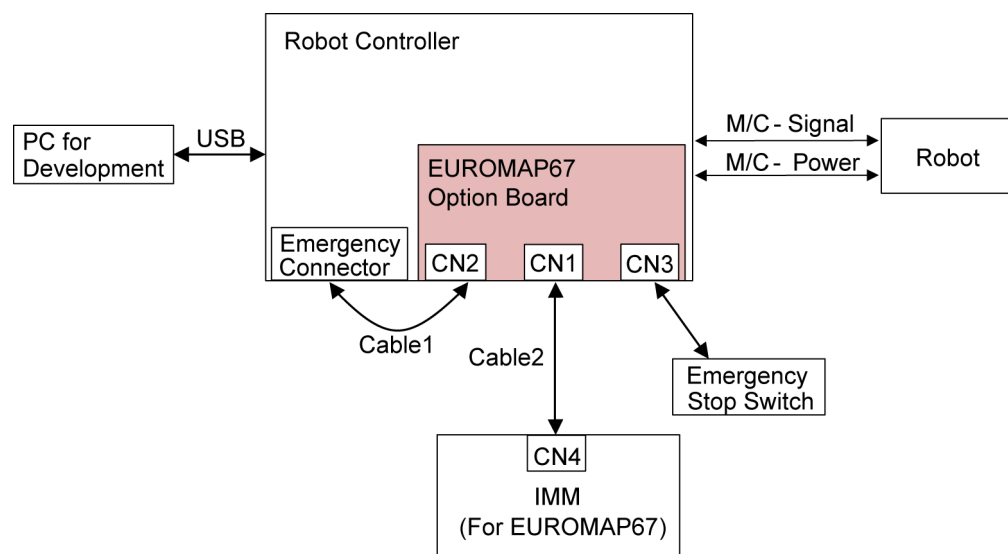 Robot Controller
PC for
Development
USB
EUROMAP67
Option Board
M/C - Signal
M/C - Power
Robot
Emergency
Connector
CN2
CN1
CN3
Cable1
Cable2
Emergency
Stop Switch
CN4
IMM
(For EUROMAP67)